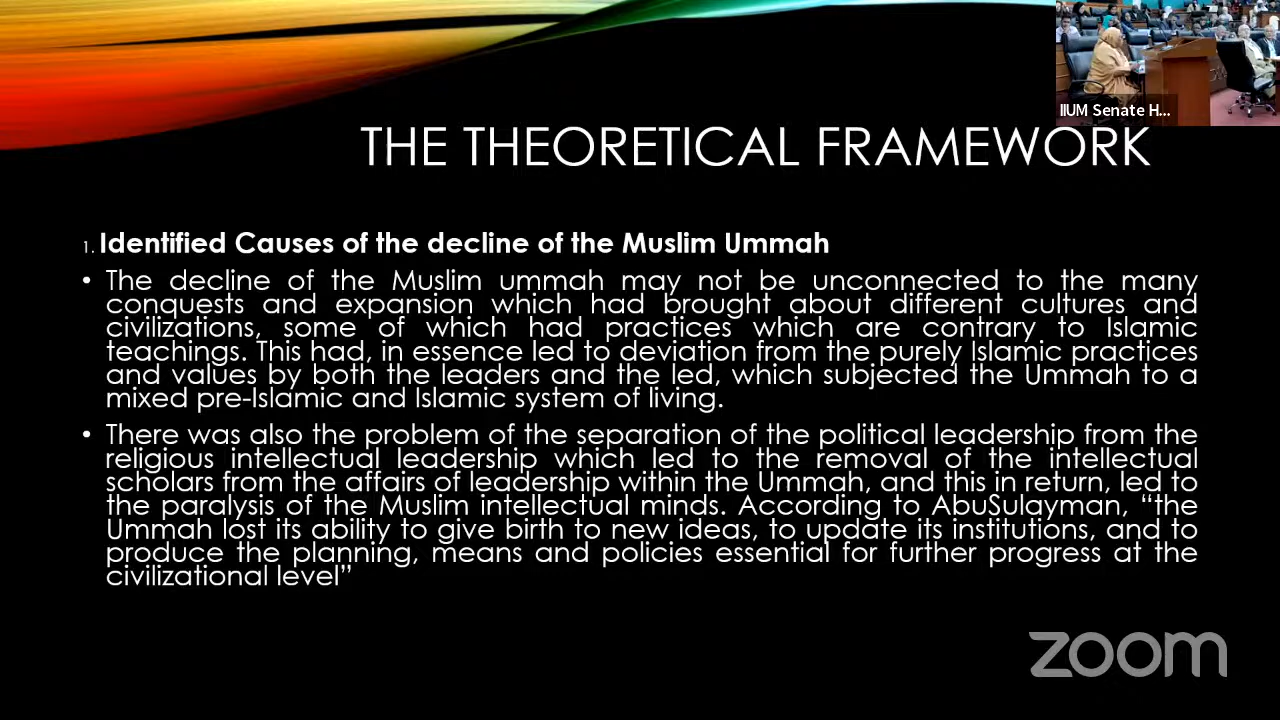 IIUM Senate H...
THE THEORETICAL FRAMEWORK
1. Identified Causes of the decline of the Muslim Ummah
• The decline of the Muslim ummah may not be unconnected to the many
conquests and expansion which had brought about different cultures and
civilizations, some of which had practices which are contrary to Islamic
teachings. This had, in essence led to deviation from the purely Islamic practices
and values by both the leaders and the led, which subjected the Ummah to a
mixed pre-Islamic and Islamic system of living.
• There was also the problem of the separation of the political leadership from the
religious intellectual leadership which led to the removal of the intellectual
scholars from the affairs of leadership within the Ummah, and this in return, led to
the paralysis of the Muslim intellectual minds. According to AbuSulayman, “the
Ummah lost its ability to give birth to new ideas, to update its institutions, and to
produce the planning, means and policies essential for further progress at the
civilizational level”
zoom